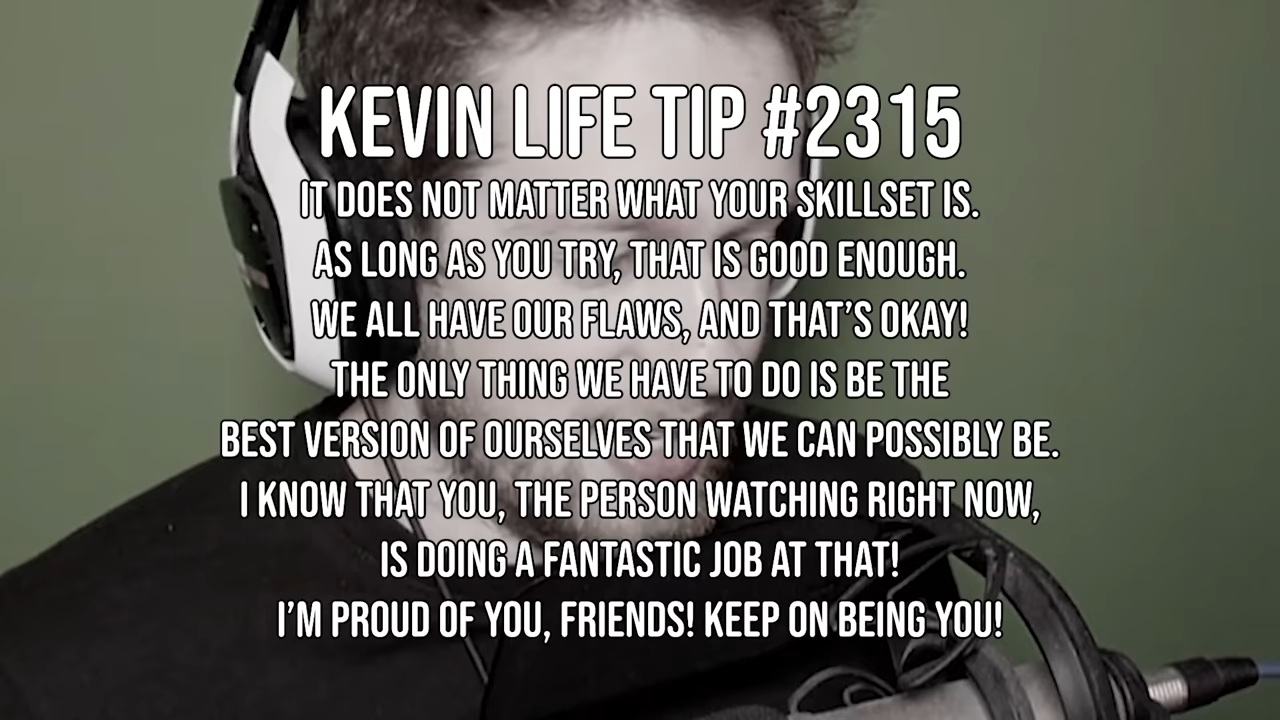 KEVIN LIFE TIP #2315
IT DOES NOT MATTER WHAT YOUR SKILLSET IS.
AS LONG AS YOU TRY, THAT IS GOOD ENOUGH.
WE ALL HAVE OUR FLAWS, AND THAT’S OKAY!
THE ONLY THING WE HAVE TO DO IS BE THE
BEST VERSION OF OURSELVES THAT WE CAN POSSIBLY BE.
I KNOW THAT YOU, THE PERSON WATCHING RIGHT NOW,
IS DOING A FANTASTIC JOB AT THAT!
I’M PROUD OF YOU, FRIENDS! KEEP ON BEING YOU!